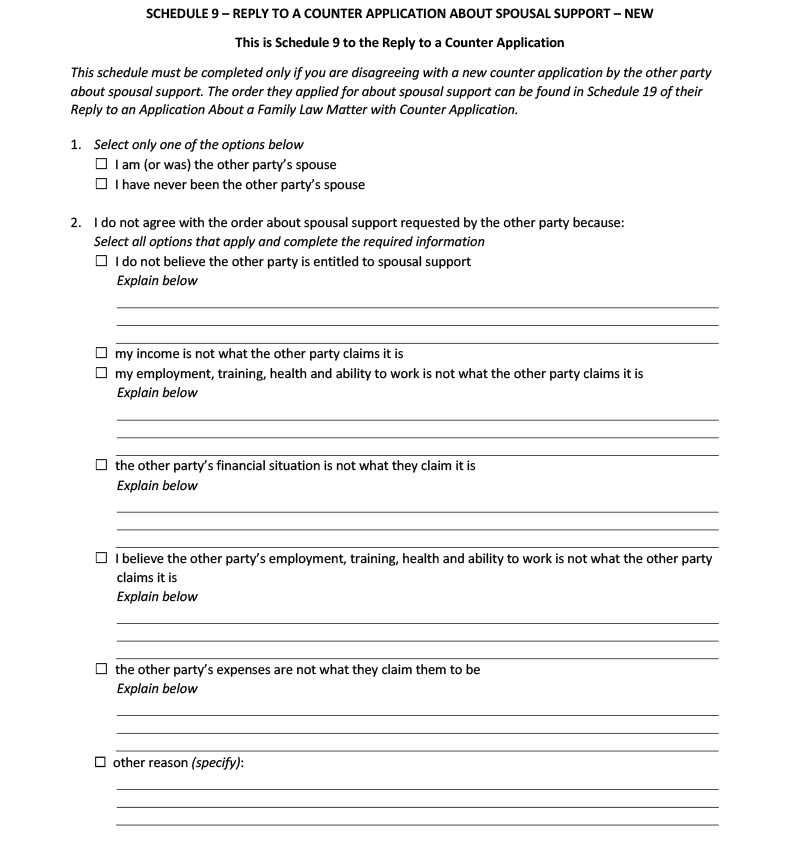 SCHEDULE 9 – REPLY TO A COUNTER APPLICATION ABOUT SPOUSAL SUPPORT – NEW
This is Schedule 9 to the Reply to a Counter Application
This schedule must be completed only if you are disagreeing with a new counter application by the other party
about spousal support. The order they applied for about spousal support can be found in Schedule 19 of their
Reply to an Application About a Family Law Matter with Counter Application.
1. Select only one of the options below
☐ I am (or was) the other party’s spouse
☐ I have never been the other party’s spouse
2. I do not agree with the order about spousal support requested by the other party because:
Select all options that apply and complete the required information
☐ I do not believe the other party is entitled to spousal support
Explain below
☐ my income is not what the other party claims it is
☐ my employment, training, health and ability to work is not what the other party claims it is
Explain below
☐ the other party’s financial situation is not what they claim it is
Explain below
☐ I believe the other party’s employment, training, health and ability to work is not what the other party
claims it is
Explain below
☐ the other party’s expenses are not what they claim them to be
Explain below
☐ other reason (specify):